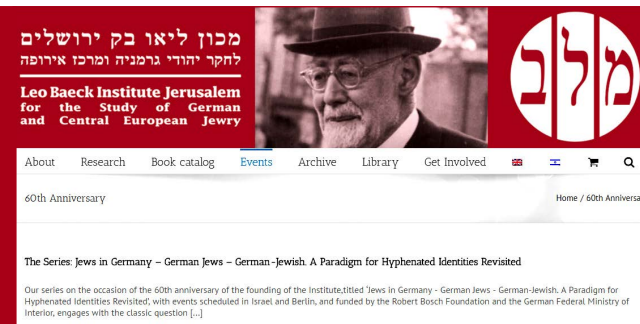 מכון ליאו בק ירושלים
לחקר יהודי גרמניה ומרכז אירופה
Leo Baeck Institute Jerusalem
for the Study of German
and Central European Jewry
מלב
About Research Book catalog Events Archive Library Get Involved
60th Anniversary
Home / 60th Anniversa
The Series: Jews in Germany – German Jews – German-Jewish. A Paradigm for Hyphenated Identities Revisited
Our series on the occasion of the 60th anniversary of the founding of the Institute,titled ‘Jews in Germany - German Jews - German-Jewish. A Paradigm for
Hyphenated Identities Revisited’, with events scheduled in Israel and Berlin, and funded by the Robert Bosch Foundation and the German Federal Ministry of
Interior, engages with the classic question [...]